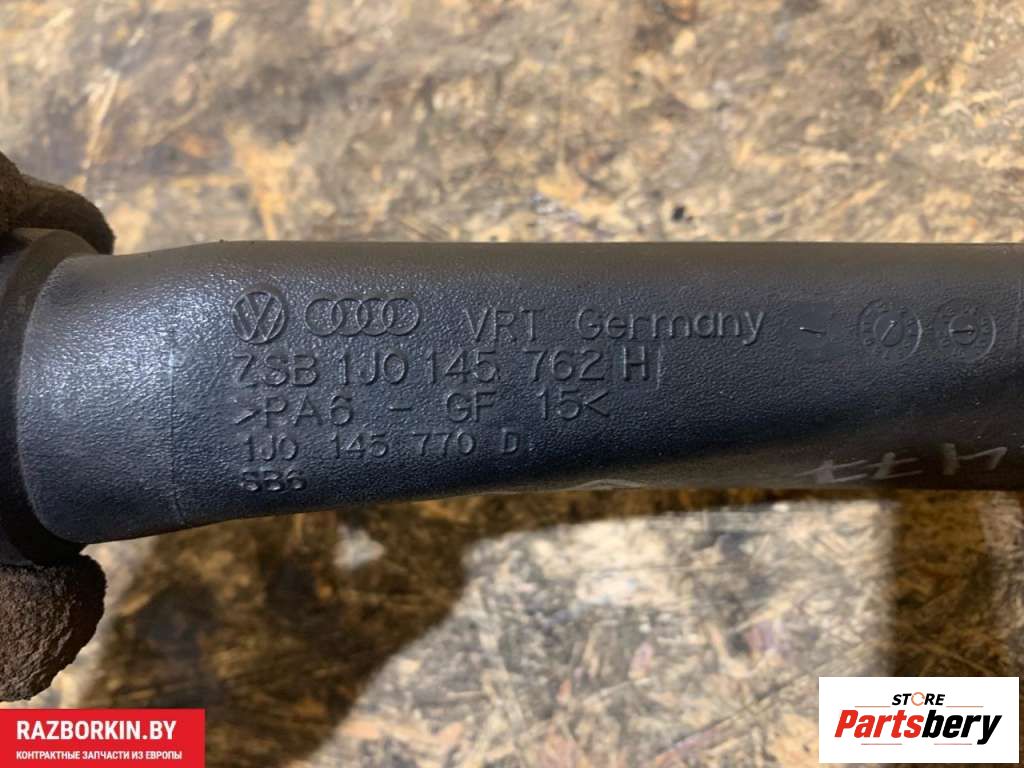 VRT Germany
ZSB 1J0 145 762 H
>PA6 - GF 15<
1J0 145 770 D
5B6
RAZBORKIN.BY
КОНТРАКТНЫЕ ЗАПЧАСТИ ИЗ ЕВРОПЫ
STORE
Partsbery